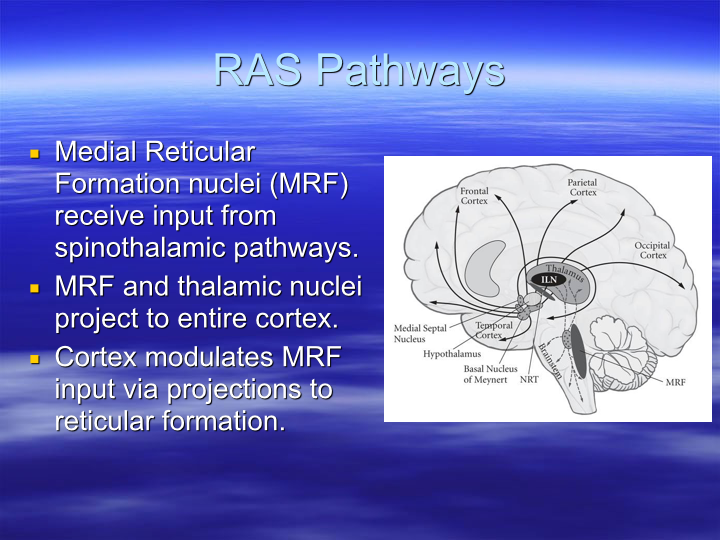 RAS Pathways
Medial Reticular
Formation nuclei (MRF)
receive input from
spinothalamic pathways.
MRF and thalamic nuclei
project to entire cortex.
Cortex modulates MRF
input via projections to
reticular formation.
Frontal
Cortex
Parietal
Cortex
Occipital
Cortex
Thalamus
ILN
Medial Septal
Nucleus
Temporal
Cortex
Hypothalamus
Basal Nucleus
of Meynert
NRT
Brainstem
MRF